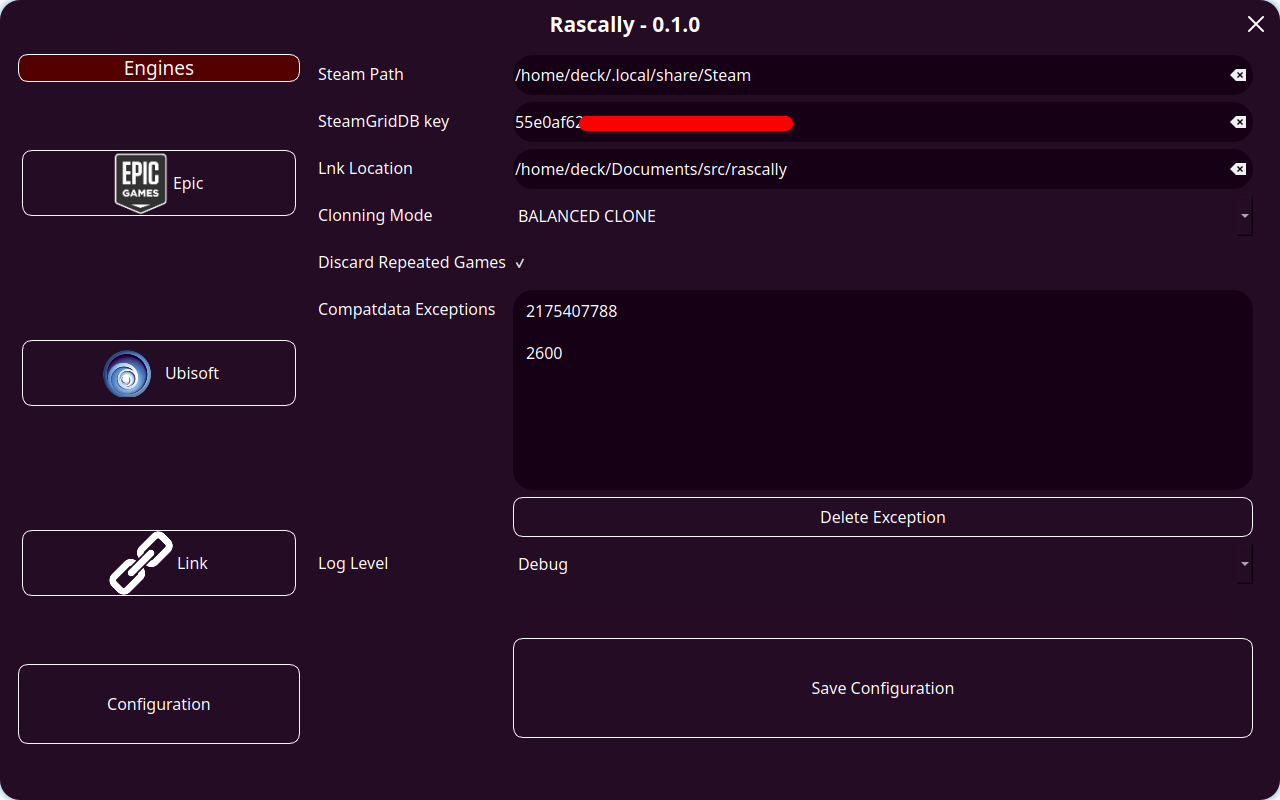 Rascally - 0.1.0
Engines
EPIC
GAMES
Epic
Ubisoft
Link
Configuration
Steam Path
/home/deck/.local/share/Steam
SteamGridDB key
55e0af62
Lnk Location
/home/deck/Documents/src/rascally
Clonning Mode
BALANCED CLONE
Discard Repeated Games
Compatdata Exceptions
2175407788
2600
Delete Exception
Log Level
Debug
Save Configuration